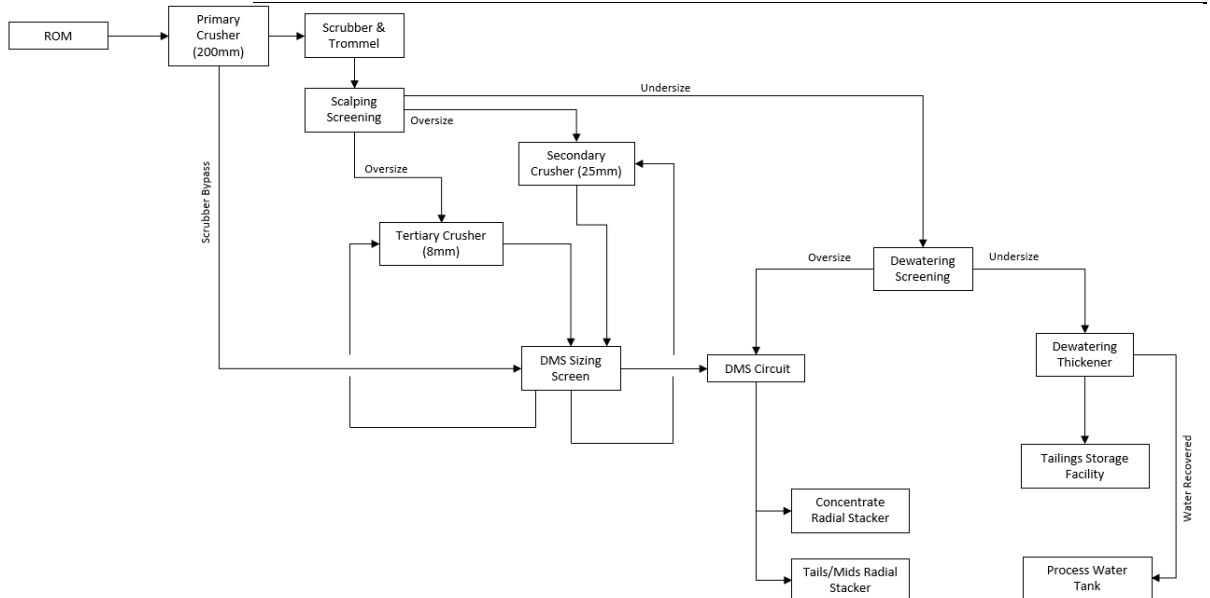 ROM
Primary
Crusher
(200mm)
Scrubber &
Trommel
Scalping
Screening
Undersize
Oversize
Oversize
Secondary
Crusher (25mm)
Scrubber Bypass
Tertiary Crusher
(8mm)
Dewatering
Screening
Oversize
Undersize
DMS Sizing
Screen
DMS Circuit
Dewatering
Thickener
Water Recovered
Tailings Storage
Facility
Concentrate
Radial Stacker
Tails/Mids Radial
Stacker
Process Water
Tank